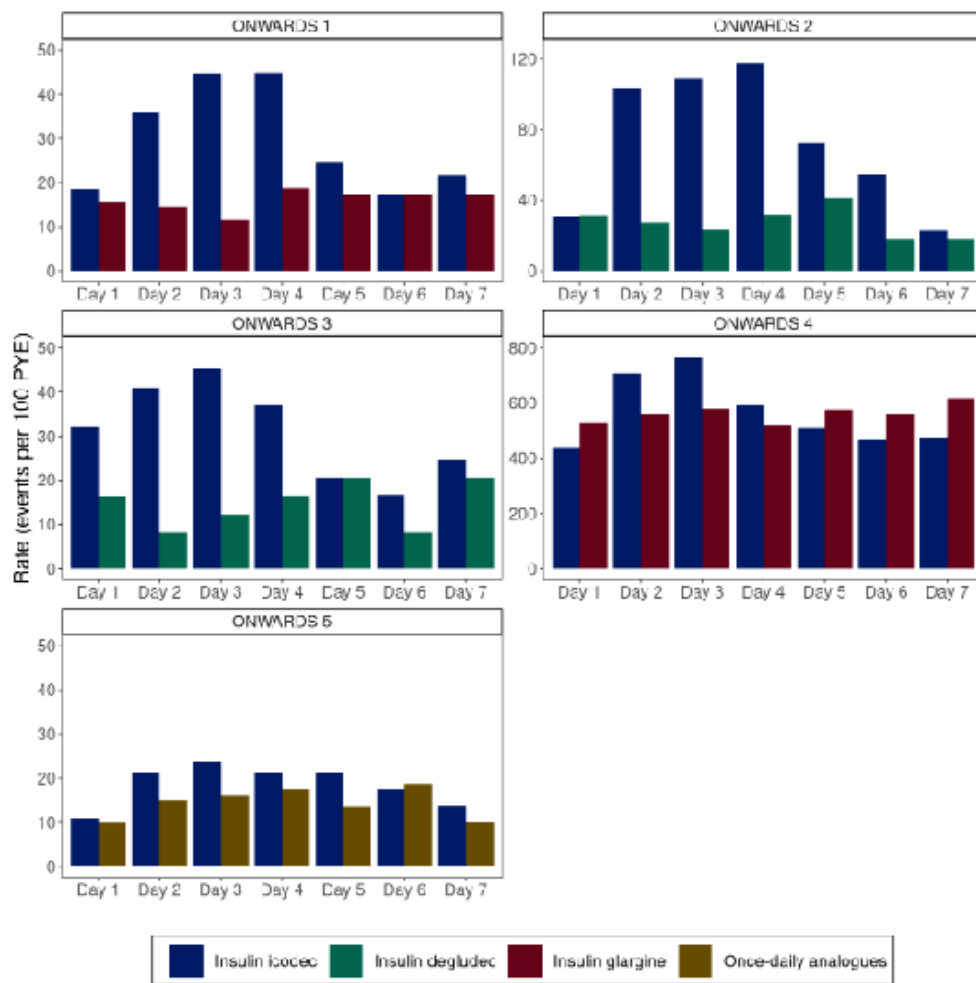 ONWARDS 1
50
40
30
20
10
0
Day 1 Day 2 Day 3 Day 4 Day 5 Day 6 Day 7
ONWARDS 2
120
80
40
0
Day 1 Day 2 Day 3 Day 4 Day 5 Day 6 Day 7
Rate (events per 100 PYE)
ONWARDS 3
50
40
30
20
10
0
Day 1 Day 2 Day 3 Day 4 Day 5 Day 6 Day 7
ONWARDS 4
800
600
400
200
0
Day 1 Day 2 Day 3 Day 4 Day 5 Day 6 Day 7
ONWARDS 5
50
40
30
20
10
0
Day 1 Day 2 Day 3 Day 4 Day 5 Day 6 Day 7
Insulin icodec Insulin degludec Insulin glargine Once-daily analogues